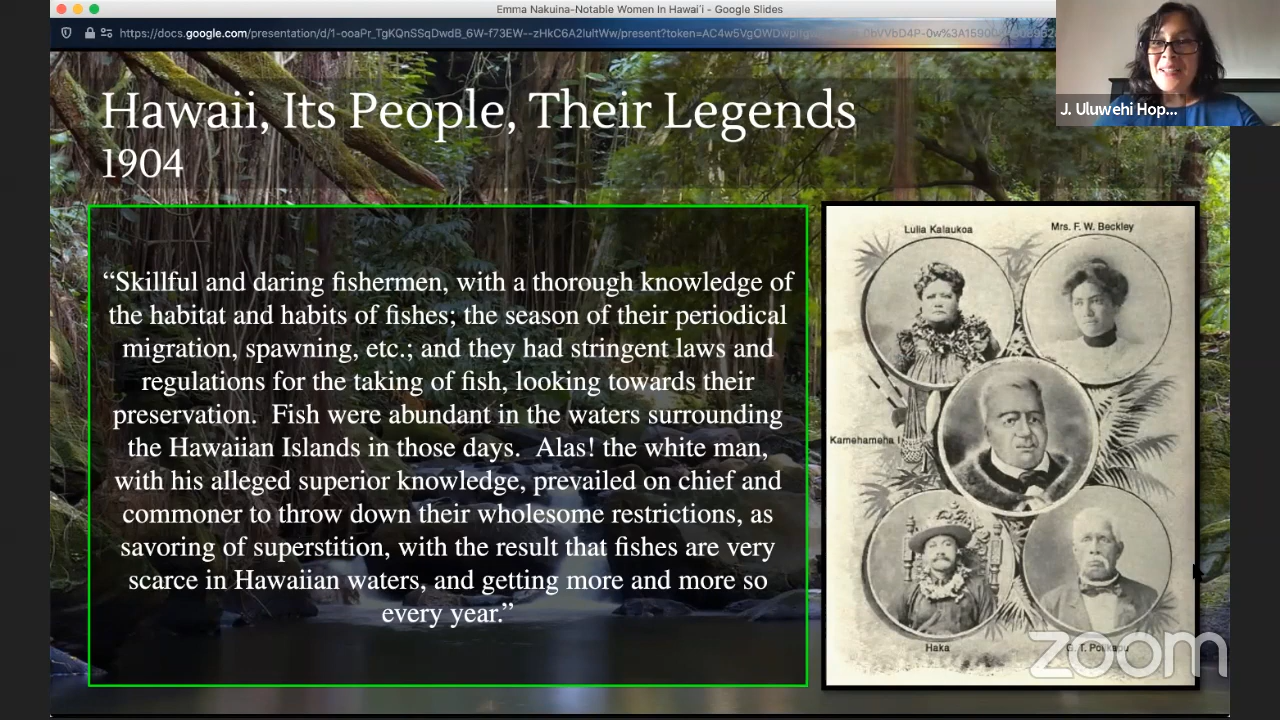 Emma Nakuina-Notable Women In Hawai'i - Google Slides
J. Uluwehi Hop...
Hawaii, Its People, Their Legends
1904
“Skillful and daring fishermen, with a thorough knowledge of
the habitat and habits of fishes; the season of their periodical
migration, spawning, etc.; and they had stringent laws and
regulations for the taking of fish, looking towards their
preservation.  Fish were abundant in the waters surrounding
the Hawaiian Islands in those days.  Alas! the white man,
with his alleged superior knowledge, prevailed on chief and
commoner to throw down their wholesome restrictions, as
savoring of superstition, with the result that fishes are very
scarce in Hawaiian waters, and getting more and more so
every year.”
Lulia Kalaukoa
Mrs. F. W. Beckley
Kamehameha I
Haka
zoom